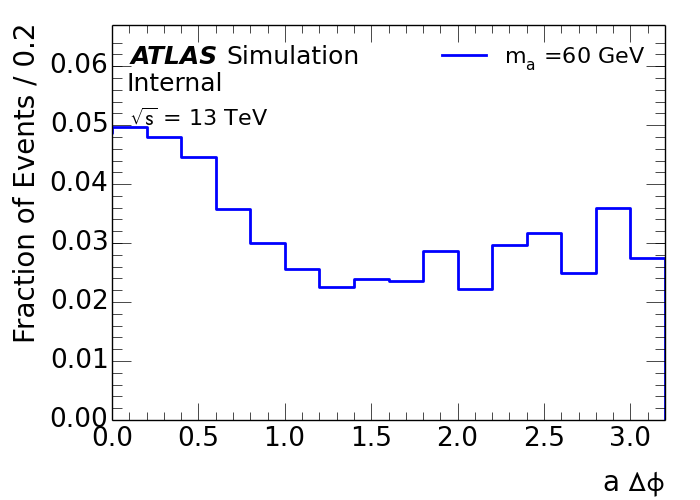 ATLAS Simulation
Internal
√s = 13 TeV
m_a =60 GeV
Fraction of Events / 0.2
0.06
0.05
0.04
0.03
0.02
0.01
0.00
0.0 0.5 1.0 1.5 2.0 2.5 3.0
a Δϕ